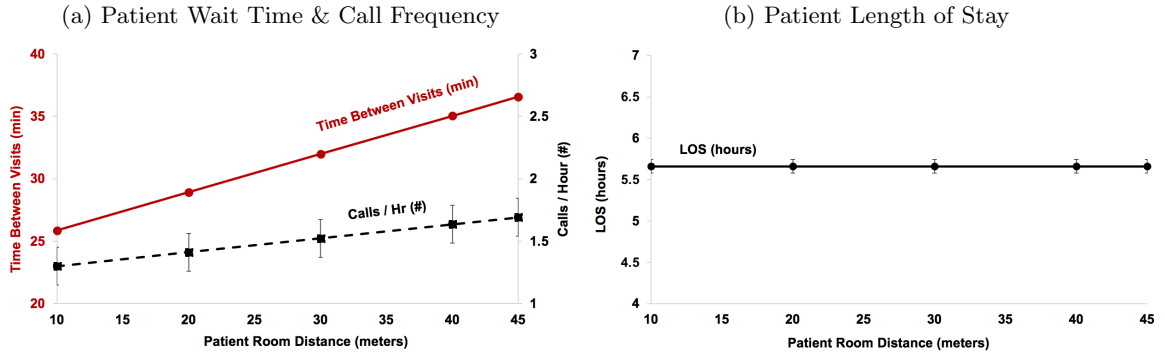 (a) Patient Wait Time & Call Frequency
40
35
30
25
20
Time Between Visits (min)
3
2.5
2
1.5
1
Calls / Hour (#)
Time Between Visits (min)
Calls / Hr (#)
10 15 20 25 30 35 40 45
Patient Room Distance (meters)
(b) Patient Length of Stay
7
6.5
6
5.5
5
4.5
4
LOS (hours)
LOS (hours)
10 15 20 25 30 35 40 45
Patient Room Distance (meters)